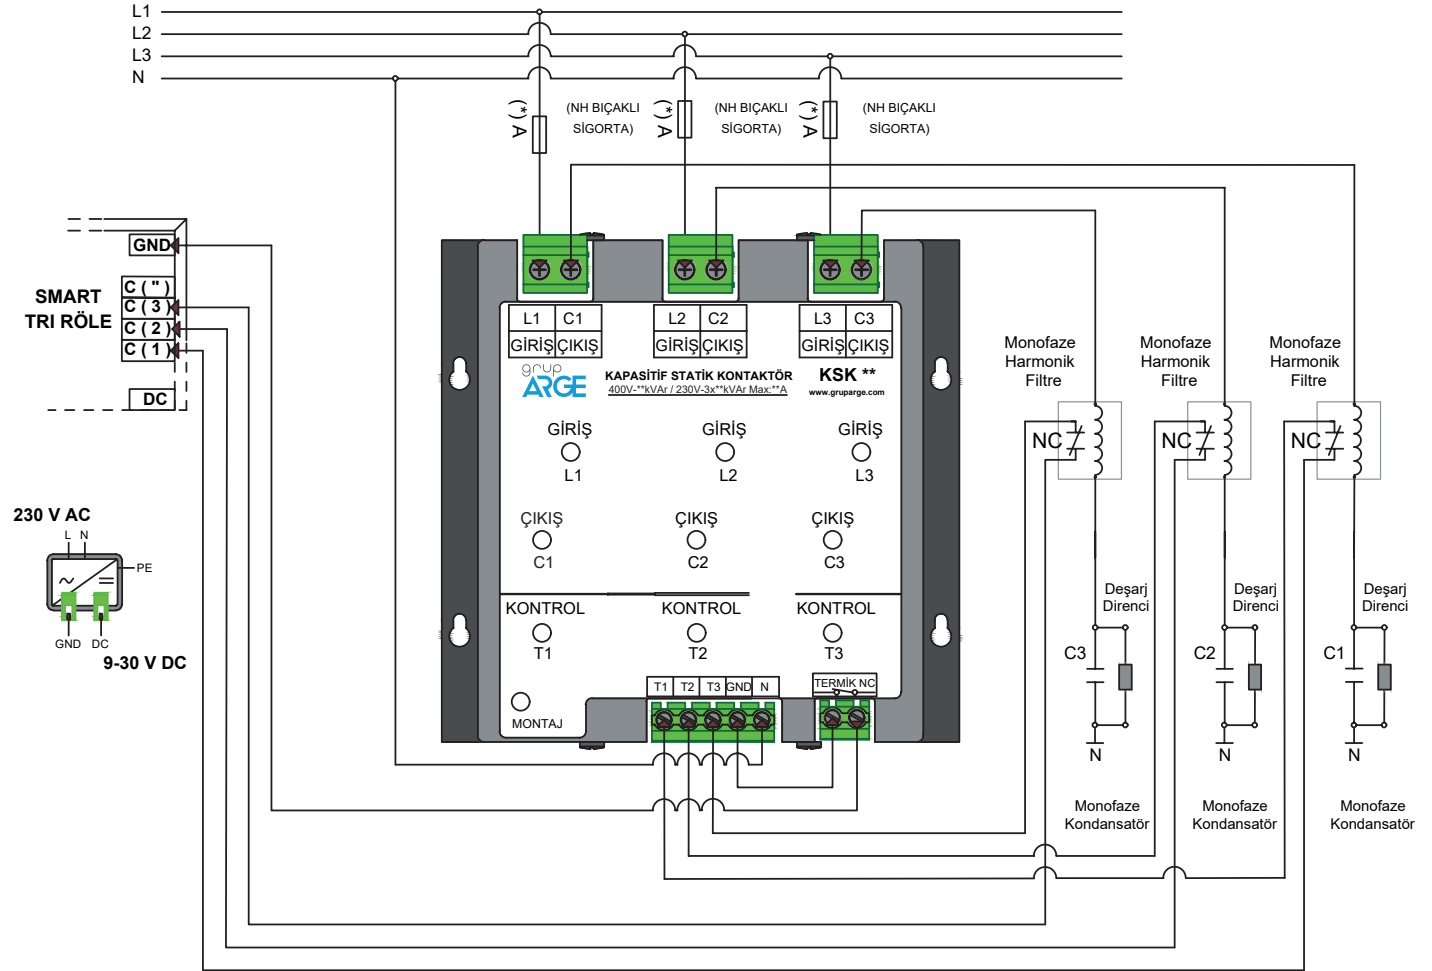 L1
L2
L3
N
(*) A
(NH BIÇAKLI
SİGORTA)
(*) A
(NH BIÇAKLI
SİGORTA)
(*) A
(NH BIÇAKLI
SİGORTA)
SMART
TRI RÖLE
GND
C ( " )
C ( 3 )
C ( 2 )
C ( 1 )
DC
230 V AC
L N
PE
GND DC
9-30 V DC
L1 C1
GİRİŞ ÇIKIŞ
L2 C2
GİRİŞ ÇIKIŞ
L3 C3
GİRİŞ ÇIKIŞ
grup
ARGE
KAPASİTİF STATİK KONTAKTÖR
400V-**kVAr / 230V-3x**kVAr Max:**A
KSK **
www.gruparge.com
GİRİŞ
L1
GİRİŞ
L2
GİRİŞ
L3
ÇIKIŞ
C1
ÇIKIŞ
C2
ÇIKIŞ
C3
KONTROL
T1
KONTROL
T2
KONTROL
T3
MONTAJ
T1 T2 T3 GND N
TERMİK NC
Monofaze
Harmonik
Filtre
Monofaze
Harmonik
Filtre
Monofaze
Harmonik
Filtre
NC
NC
NC
Deşarj
Direnci
Deşarj
Direnci
Deşarj
Direnci
C3
C2
C1
N
N
N
Monofaze
Kondansatör
Monofaze
Kondansatör
Monofaze
Kondansatör